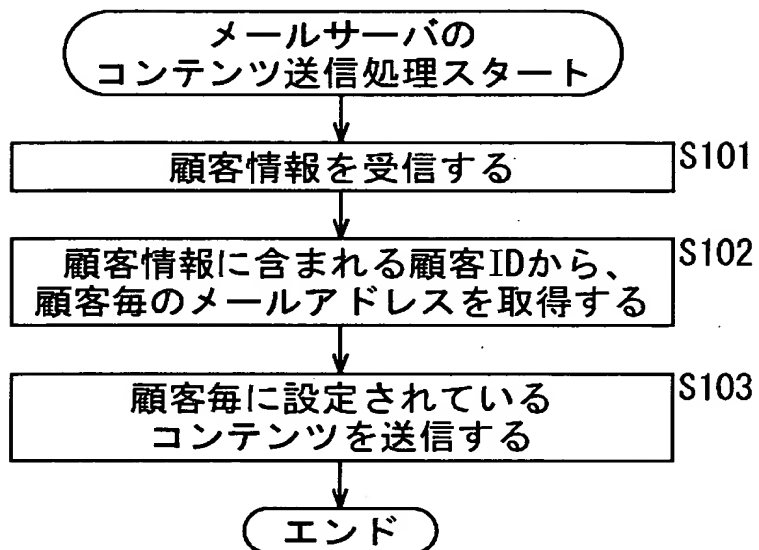 メールサーバの
コンテンツ送信処理スタート
顧客情報を受信する
S101
顧客情報に含まれる顧客IDから、
顧客毎のメールアドレスを取得する
S102
顧客毎に設定されている
コンテンツを送信する
S103
エンド